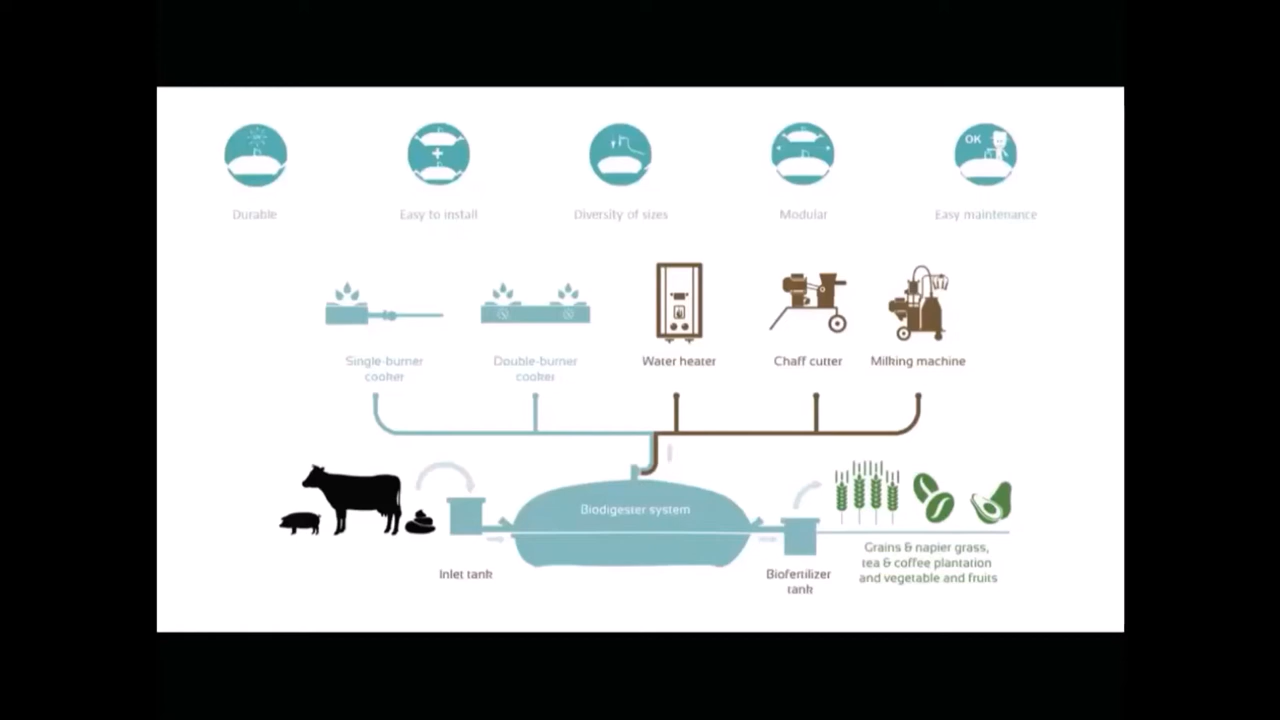 OK
Durable
Easy to install
Diversity of sizes
Modular
Easy maintenance
Single-burner
cooker
Double-burner
cooker
Water heater
Chaff cutter
Milking machine
Biodigester system
Inlet tank
Biofertilizer
tank
Grains & napier grass,
tea & coffee plantation
and vegetable and fruits